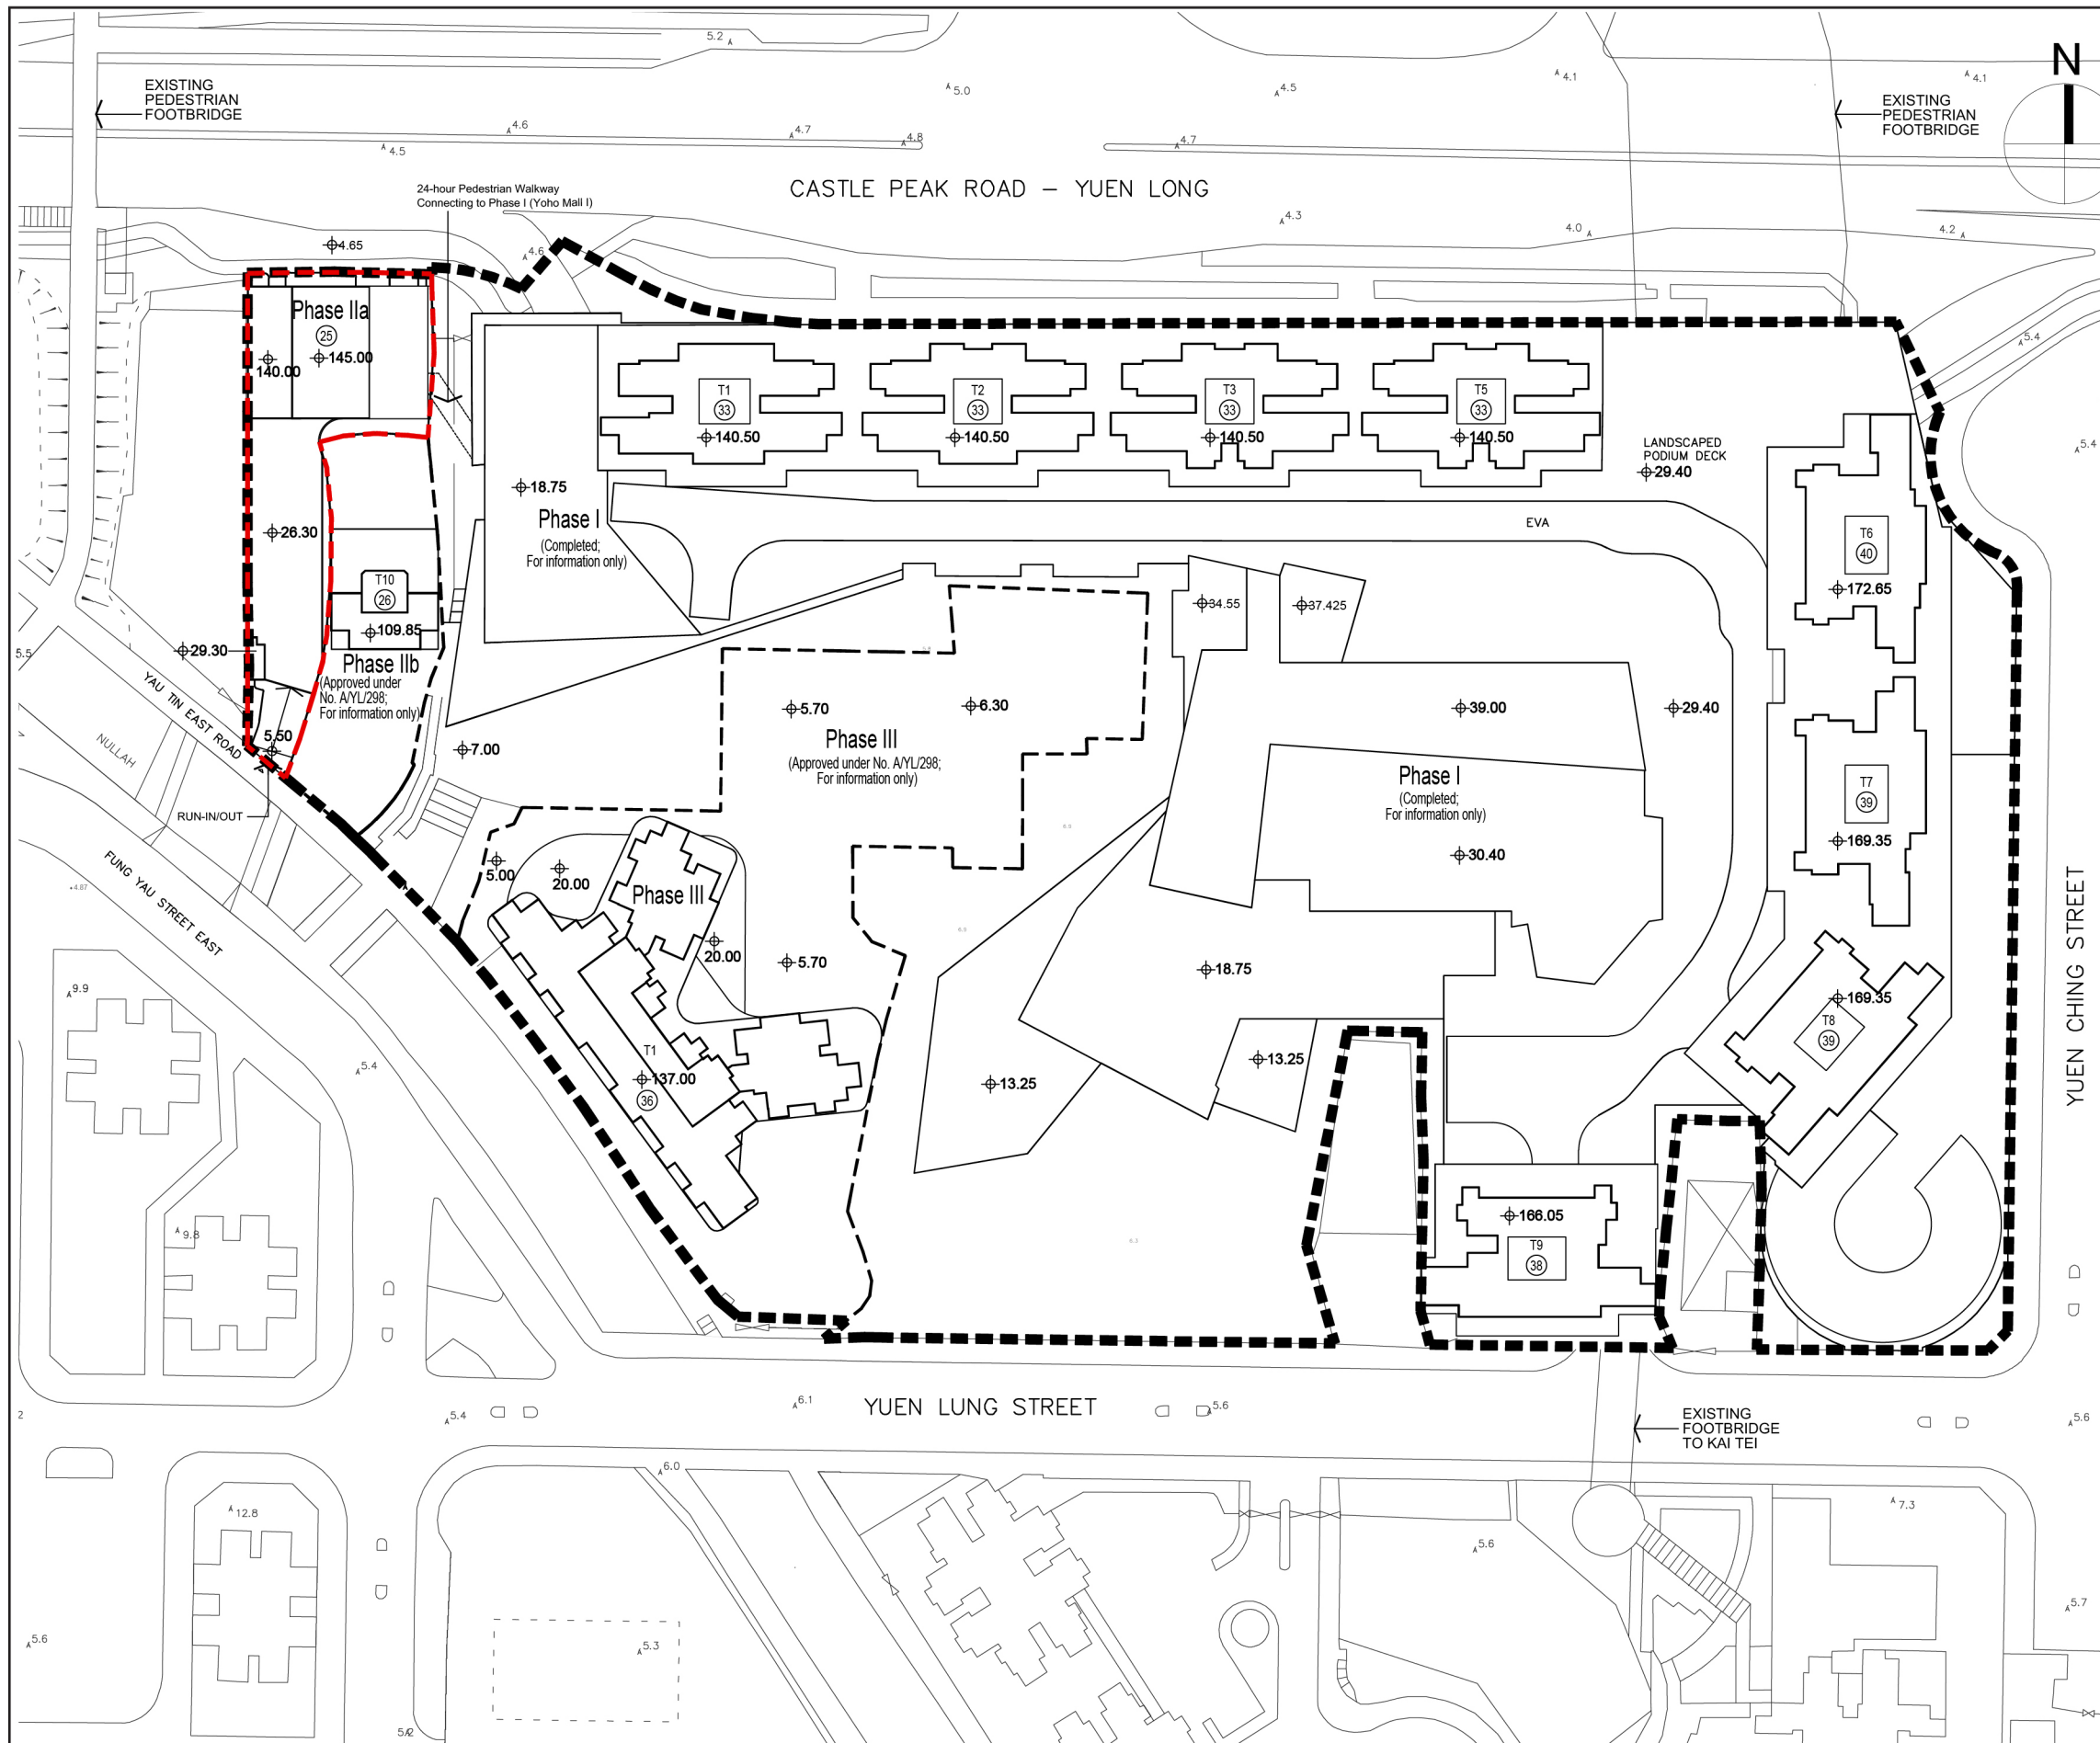 5.2
EXISTING
PEDESTRIAN
FOOTBRIDGE
5.0
4.5
4.1
4.1
N
EXISTING
PEDESTRIAN
FOOTBRIDGE
4.6
4.5
4.7
4.8
4.7
CASTLE PEAK ROAD – YUEN LONG
24-hour Pedestrian Walkway
Connecting to Phase I (Yoho Mall I)
4.65
4.6
4.3
4.0
4.2
5.4
5.4
Phase IIa
25
145.00
140.00
T1
33
140.50
T2
33
140.50
T3
33
140.50
T5
33
140.50
LANDSCAPED
PODIUM DECK
29.40
18.75
Phase I
(Completed;
For information only)
EVA
T6
40
172.65
26.30
T10
26
109.85
Phase IIb
(Approved under
No. A/YL/298;
For information only)
29.30
5.5
YAU TIN EAST ROAD
NULLAH
5.50
RUN-IN/OUT
FUNG YAU STREET EAST
4.87
7.00
34.55
37.425
5.70
6.30
Phase III
(Approved under No. A/YL/298;
For information only)
39.00
29.40
Phase I
(Completed;
For information only)
30.40
T7
39
169.35
6.0
6.6
5.00
20.00
Phase III
20.00
5.70
18.75
169.35
T8
39
YUEN CHING STREET
9.9
5.4
T1
137.00
36
13.25
13.25
9.8
6.3
166.05
T9
38
2
5.4
6.1
YUEN LUNG STREET
5.6
EXISTING
FOOTBRIDGE
TO KAI TEI
5.6
12.8
6.0
5.6
7.3
5.6
5.3
5.7
5.2